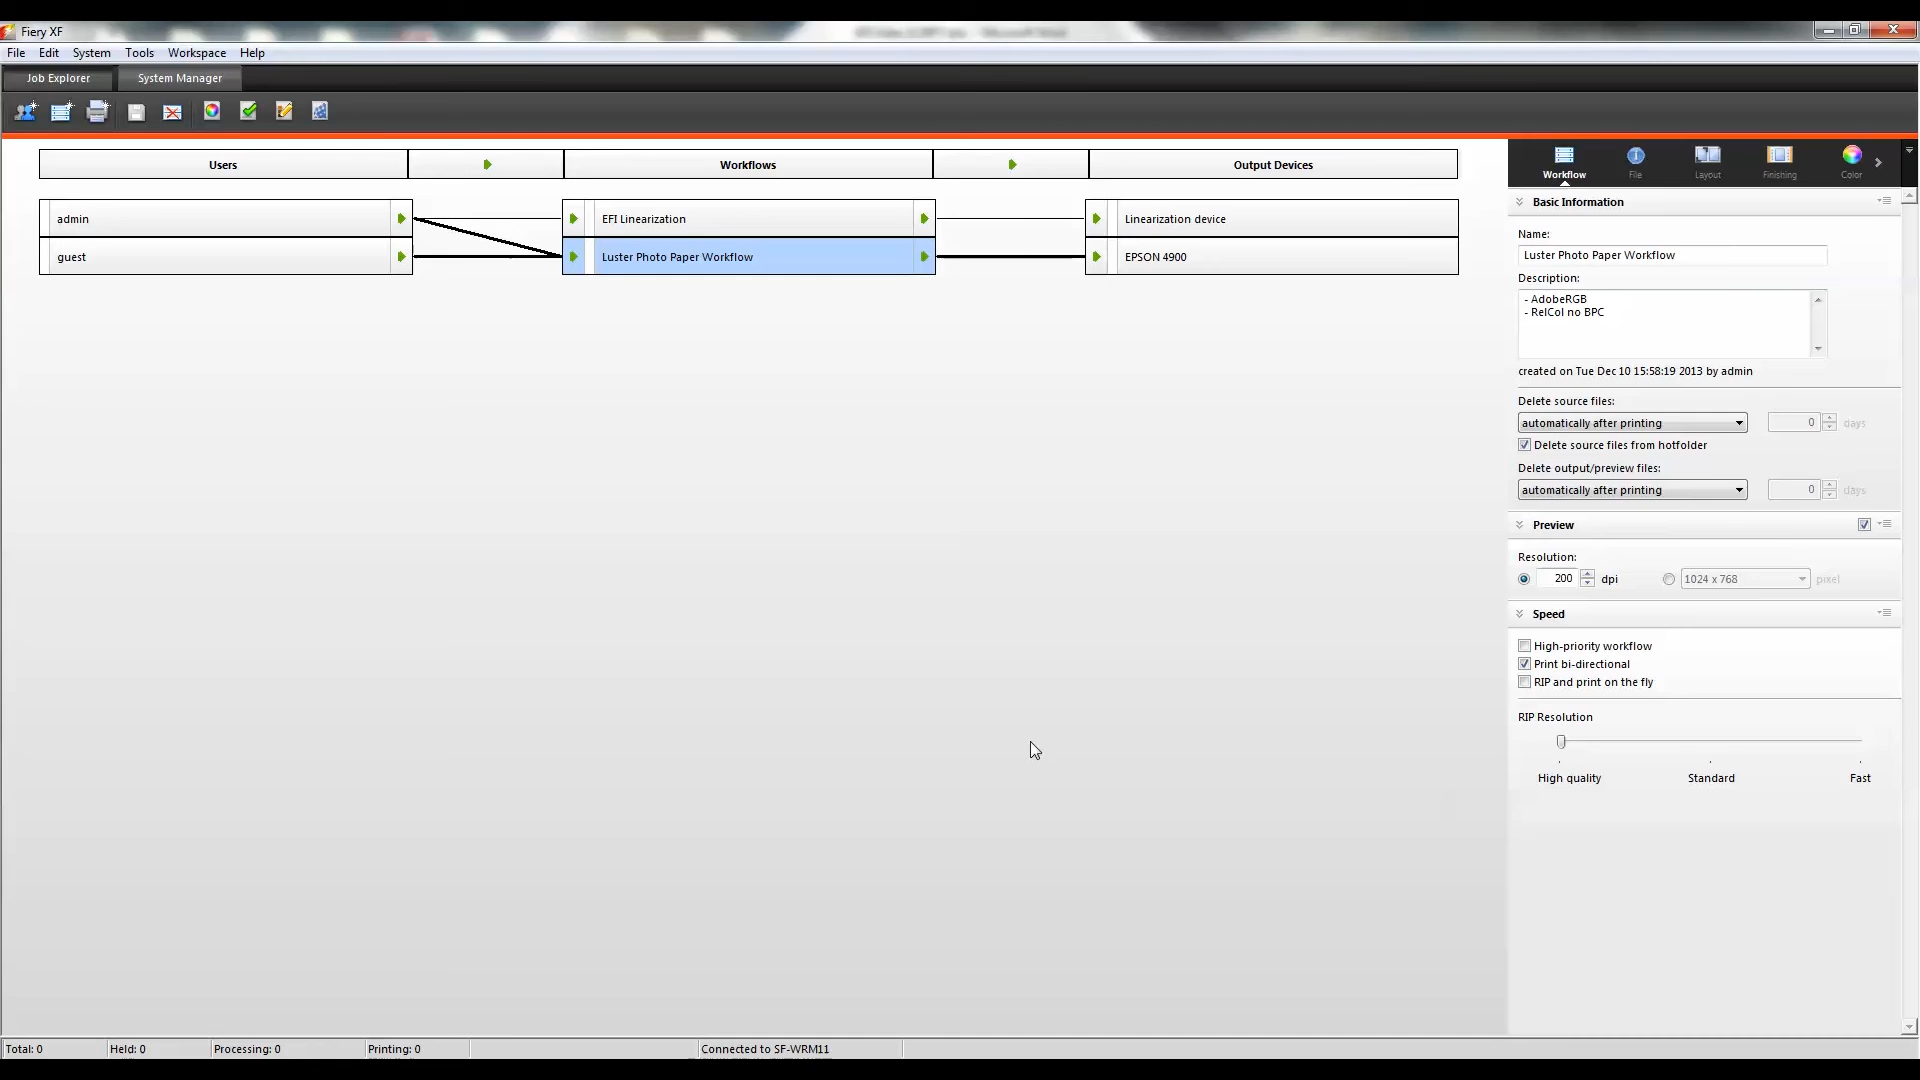 Fiery XF
File Edit System Tools Workspace Help
Job Explorer System Manager
Users Workflows Output Devices
admin EFI Linearization Linearization device
guest Luster Photo Paper Workflow EPSON 4900
Workflow File Layout Finishing Color
Basic Information
Name:
Luster Photo Paper Workflow
Description:
- AdobeRGB
- RelCol no BPC
created on Tue Dec 10 15:58:19 2013 by admin
Delete source files:
automatically after printing 0 days
Delete source files from hotfolder
Delete output/preview files:
automatically after printing 0 days
Preview
Resolution:
200 dpi 1024 x 768 pixel
Speed
High-priority workflow
Print bi-directional
RIP and print on the fly
RIP Resolution
High quality Standard Fast
Total: 0 Held: 0 Processing: 0 Printing: 0 Connected to SF-WRM11